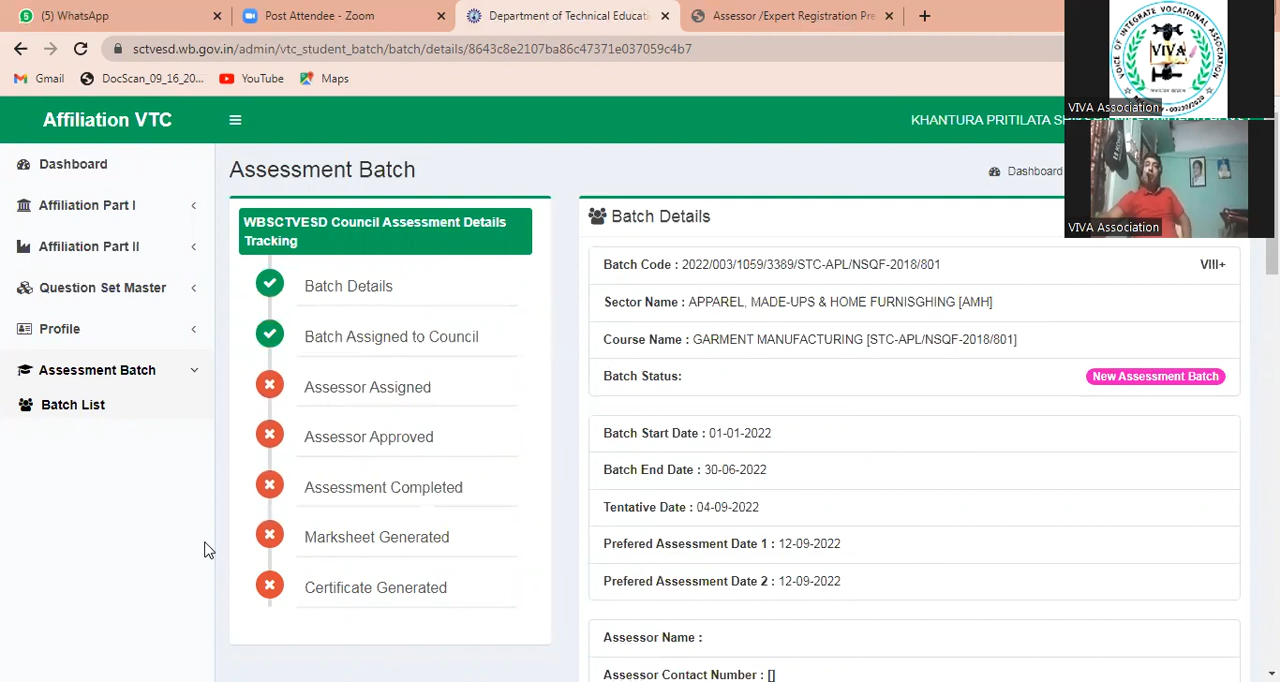 (5) WhatsApp
Post Attendee - Zoom
Department of Technical Educati
Assessor /Expert Registration Pre
sctvesd.wb.gov.in/admin/vtc_student_batch/batch/details/8643c8e2107ba86c47371e037059c4b7
Gmail
DocScan_09_16_20...
YouTube
Maps
VOICE OF INTEGRATE VOCATIONAL ASSOCIATION
VIVA
VIVA Association
VIVA Association
Affiliation VTC
KHANTURA PRITILATA S
Dashboard
Affiliation Part I
Affiliation Part II
Question Set Master
Profile
Assessment Batch
Batch List
Assessment Batch
Dashboard
WBSCTVESD Council Assessment Details
Tracking
Batch Details
Batch Assigned to Council
Assessor Assigned
Assessor Approved
Assessment Completed
Marksheet Generated
Certificate Generated
Batch Details
Batch Code : 2022/003/1059/3389/STC-APL/NSQF-2018/801 VIII+
Sector Name : APPAREL, MADE-UPS & HOME FURNISGHING [AMH]
Course Name : GARMENT MANUFACTURING [STC-APL/NSQF-2018/801]
Batch Status: New Assessment Batch
Batch Start Date : 01-01-2022
Batch End Date : 30-06-2022
Tentative Date : 04-09-2022
Prefered Assessment Date 1 : 12-09-2022
Prefered Assessment Date 2 : 12-09-2022
Assessor Name :
Assessor Contact Number : []